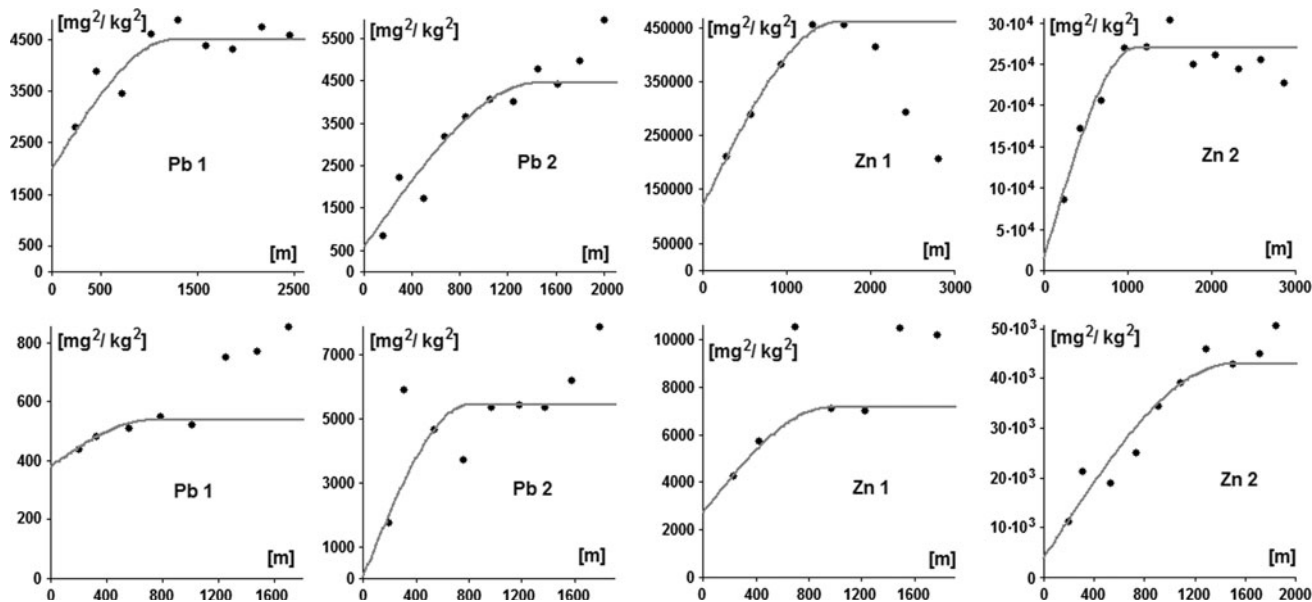 [mg²/ kg²]
4500
3500
2500
1500
500
0
Pb 1
[m]
0 500 1500 2500
[mg²/ kg²]
5500
4500
3500
2500
1500
500
0
Pb 2
[m]
0 400 800 1200 1600 2000
[mg²/ kg²]
450000
350000
250000
150000
50000
0
Zn 1
[m]
0 1000 2000 3000
[mg²/ kg²]
30·10⁴
25·10⁴
20·10⁴
15·10⁴
10·10⁴
5·10⁴
0
Zn 2
[m]
0 1000 2000 3000
[mg²/ kg²]
800
600
400
200
0
Pb 1
[m]
0 400 800 1200 1600
[mg²/ kg²]
7000
5000
3000
1000
0
Pb 2
[m]
0 400 800 1200 1600
[mg²/ kg²]
10000
8000
6000
4000
2000
0
Zn 1
[m]
0 400 800 1200 1600
[mg²/ kg²]
50·10³
40·10³
30·10³
20·10³
10·10³
0
Zn 2
[m]
0 400 800 1200 1600 2000